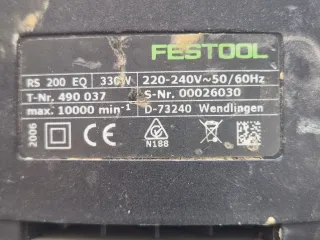 FESTOOL
RS 200 EQ 330W 220-240V~50/60Hz
T-Nr. 490 037 S-Nr. 00026030
max. 10000 min⁻¹ D-73240 Wendlingen
2006 CE N188